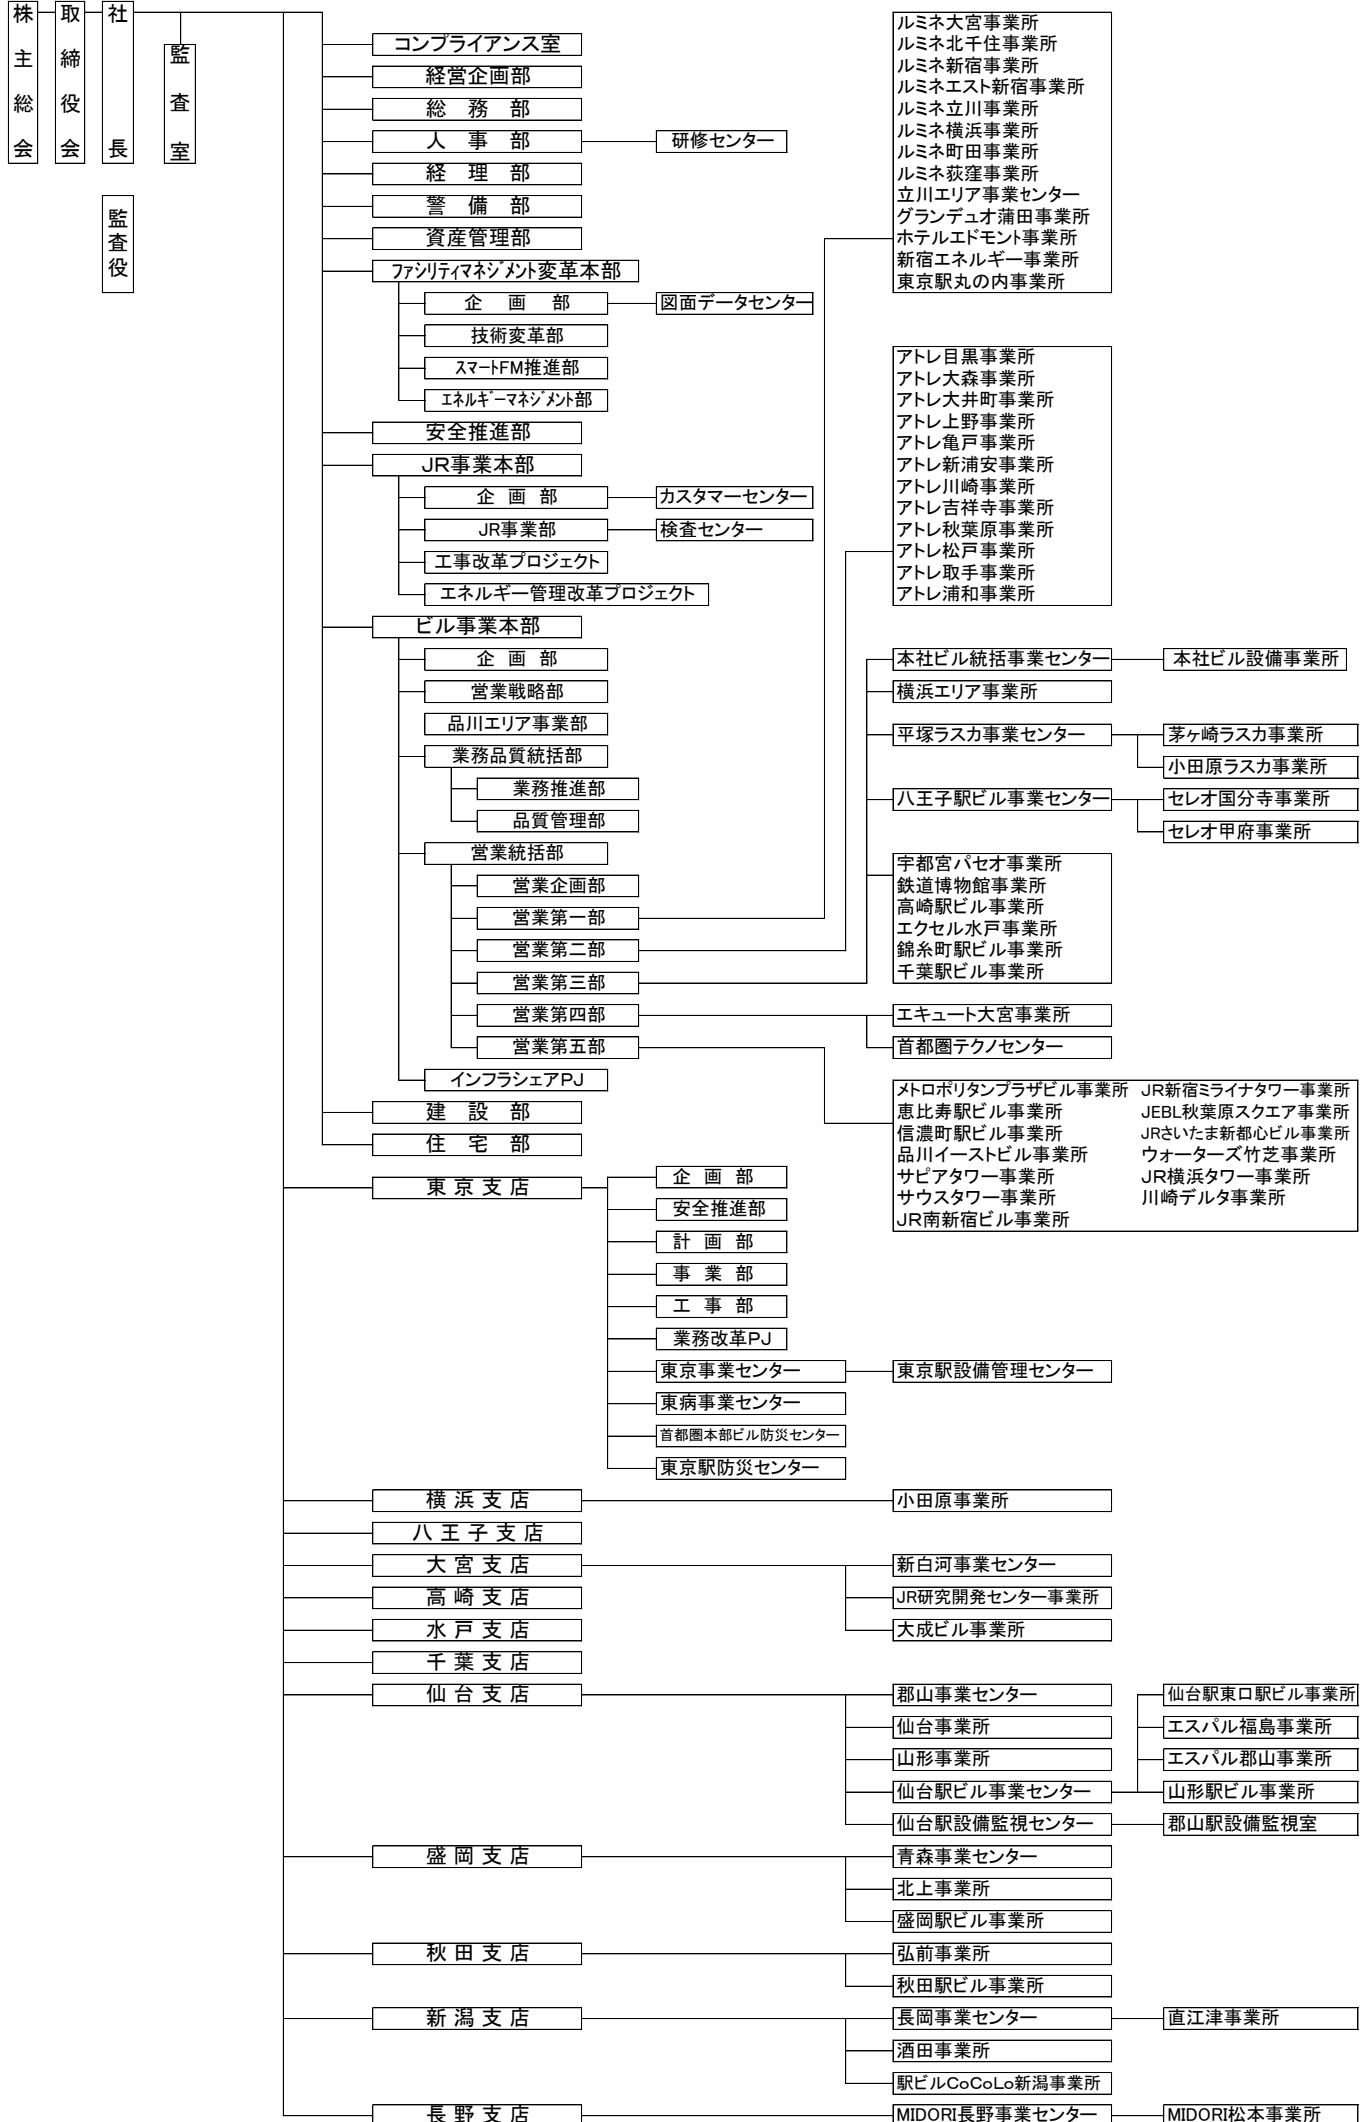 株主総会
取締役会
社長
監査室
監査役
コンプライアンス室
経営企画部
総務部
人事部
研修センター
経理部
警備部
資産管理部
ファシリティマネジメント変革本部
企画部
図面データセンター
技術変革部
スマートFM推進部
エネルギーマネジメント部
安全推進部
JR事業本部
企画部
カスタマーセンター
JR事業部
検査センター
工事改革プロジェクト
エネルギー管理改革プロジェクト
ビル事業本部
企画部
営業戦略部
品川エリア事業部
業務品質統括部
業務推進部
品質管理部
営業統括部
営業企画部
営業第一部
ルミネ大宮事業所
ルミネ北千住事業所
ルミネ新宿事業所
ルミネエスト新宿事業所
ルミネ立川事業所
ルミネ横浜事業所
ルミネ町田事業所
ルミネ荻窪事業所
立川エリア事業センター
グランデュオ蒲田事業所
ホテルエドモント事業所
新宿エネルギー事業所
東京駅丸の内事業所
営業第二部
アトレ目黒事業所
アトレ大森事業所
アトレ大井町事業所
アトレ上野事業所
アトレ亀戸事業所
アトレ新浦安事業所
アトレ川崎事業所
アトレ吉祥寺事業所
アトレ秋葉原事業所
アトレ松戸事業所
アトレ取手事業所
アトレ浦和事業所
営業第三部
本社ビル統括事業センター
本社ビル設備事業所
横浜エリア事業所
平塚ラスカ事業センター
茅ヶ崎ラスカ事業所
小田原ラスカ事業所
八王子駅ビル事業センター
セレオ国分寺事業所
セレオ甲府事業所
宇都宮パセオ事業所
鉄道博物館事業所
高崎駅ビル事業所
エクセル水戸事業所
錦糸町駅ビル事業所
千葉駅ビル事業所
営業第四部
エキュート大宮事業所
首都圏テクノセンター
営業第五部
メトロポリタンプラザビル事業所 JR新宿ミライナタワー事業所
恵比寿駅ビル事業所 JEBL秋葉原スクエア事業所
信濃町駅ビル事業所 JRさいたま新都心ビル事業所
品川イーストビル事業所 ウォーターズ竹芝事業所
サピアタワー事業所 JR横浜タワー事業所
サウスタワー事業所 川崎デルタ事業所
JR南新宿ビル事業所
インフラシェアPJ
建設部
住宅部
東京支店
企画部
安全推進部
計画部
事業部
工事部
業務改革PJ
東京事業センター
東京駅設備管理センター
東病事業センター
首都圏本部ビル防災センター
東京駅防災センター
横浜支店
小田原事業所
八王子支店
大宮支店
新白河事業センター
JR研究開発センター事業所
大成ビル事業所
高崎支店
水戸支店
千葉支店
仙台支店
郡山事業センター
仙台事業所
山形事業所
仙台駅ビル事業センター
仙台駅東口駅ビル事業所
エスパル福島事業所
エスパル郡山事業所
山形駅ビル事業所
仙台駅設備監視センター
郡山駅設備監視室
盛岡支店
青森事業センター
北上事業所
盛岡駅ビル事業所
秋田支店
弘前事業所
秋田駅ビル事業所
新潟支店
長岡事業センター
直江津事業所
酒田事業所
駅ビルCoCoLo新潟事業所
長野支店
MIDORI長野事業センター
MIDORI松本事業所